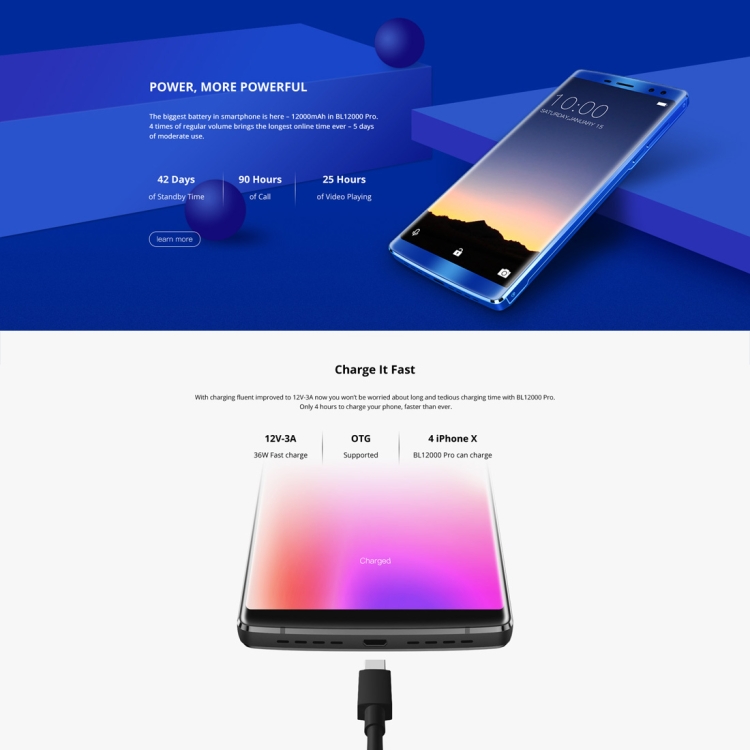 POWER, MORE POWERFUL
The biggest battery in smartphone is here – 12000mAh in BL12000 Pro.
4 times of regular volume brings the longest online time ever – 5 days
of moderate use.
42 Days
90 Hours
25 Hours
of Standby Time
of Call
of Video Playing
learn more
10:00
SATURDAY,JANUARY 15
Charge It Fast
With charging fluent improved to 12V-3A now you won't be worried about long and tedious charging time with BL12000 Pro.
Only 4 hours to charge your phone, faster than ever.
12V-3A
OTG
4 iPhone X
36W Fast charge
Supported
BL12000 Pro can charge
Charged